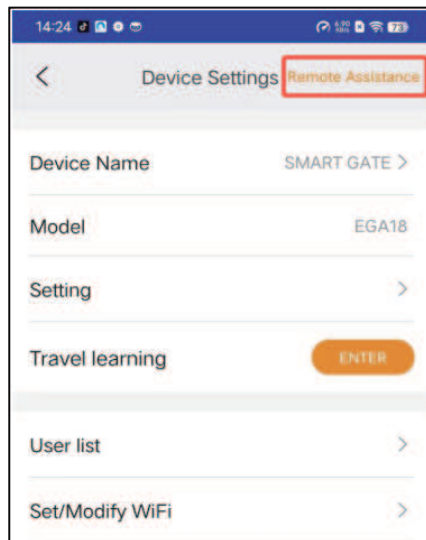 14:24
73
Device Settings Remote Assistance
Device Name SMART GATE >
Model EGA18
Setting >
Travel learning ENTER
User list >
Set/Modify WiFi >